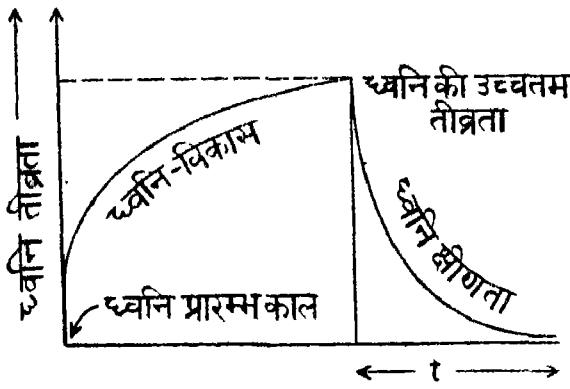 ध्वनि तीव्रता
ध्वनि की उच्चतम
तीव्रता
ध्वनि-विकास
ध्वनि क्षीणता
ध्वनि प्रारम्भ काल
t